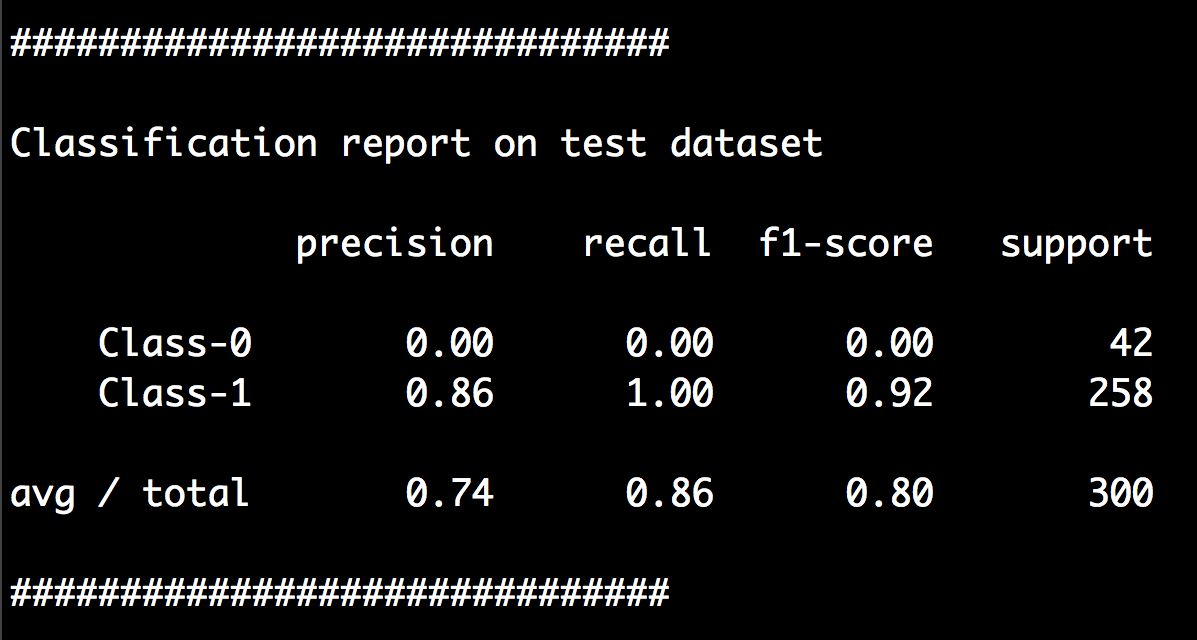 ##############################
Classification report on test dataset
precision recall f1-score support
Class-0 0.00 0.00 0.00 42
Class-1 0.86 1.00 0.92 258
avg / total 0.74 0.86 0.80 300
##############################